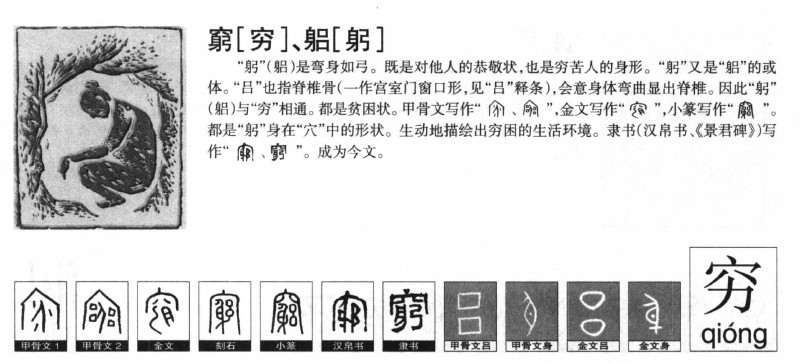 窮[穷]、躳[躬]
“躬”(躳)是弯身如弓。既是对他人的恭敬状,也是穷苦人的身形。“躬”又是“躳”的或
体。“吕”也指脊椎骨(一作宫室门窗口形,见“吕”释条),会意身体弯曲显出脊椎。因此“躬”
(躳)与“穷”相通。都是贫困状。甲骨文写作“ 、 ”,金文写作“ ”,小篆写作“ ”。
都是“躬”身在“穴”中的形状。生动地描绘出穷困的生活环境。隶书(汉帛书、《景君碑》)写
作“ 、 ”。成为今文。
甲骨文1 甲骨文2 金文 刻石 小篆 汉帛书 隶书 甲骨文吕 甲骨文身 金文吕 金文身
穷
qióng